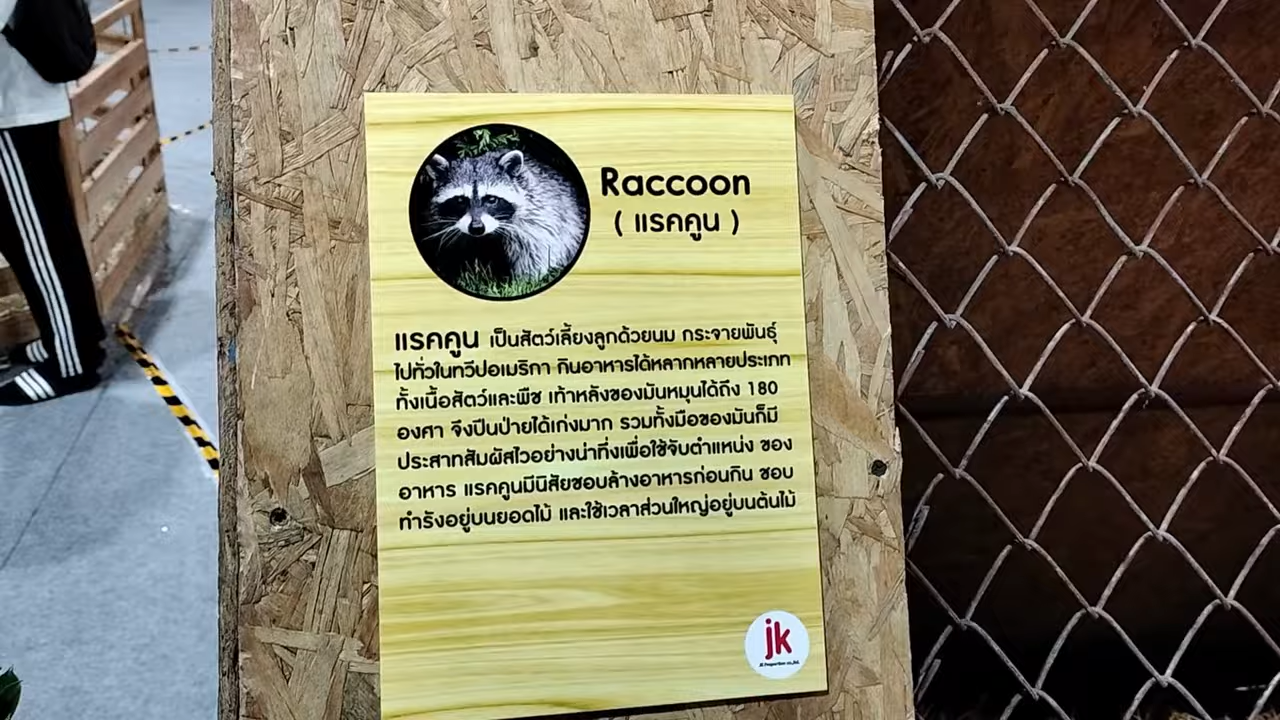 Raccoon
( แรคคูน )
แรคคูน เป็นสัตว์เลี้ยงลูกด้วยนม กระจายพันธุ์
ไปทั่วในทวีปอเมริกา กินอาหารได้หลากหลายประเภท
ทั้งเนื้อสัตว์และพืช เท้าหลังของมันหมุนได้ถึง 180
องศา จึงปีนป่ายได้เก่งมาก รวมทั้งมือของมันก็มี
ประสาทสัมผัสไวอย่างน่าทึ่งเพื่อใช้จับตำแหน่ง ของ
อาหาร แรคคูนมีนิสัยชอบล้างอาหารก่อนกิน ชอบ
ทำรังอยู่บนยอดไม้ และใช้เวลาส่วนใหญ่อยู่บนต้นไม้
jk